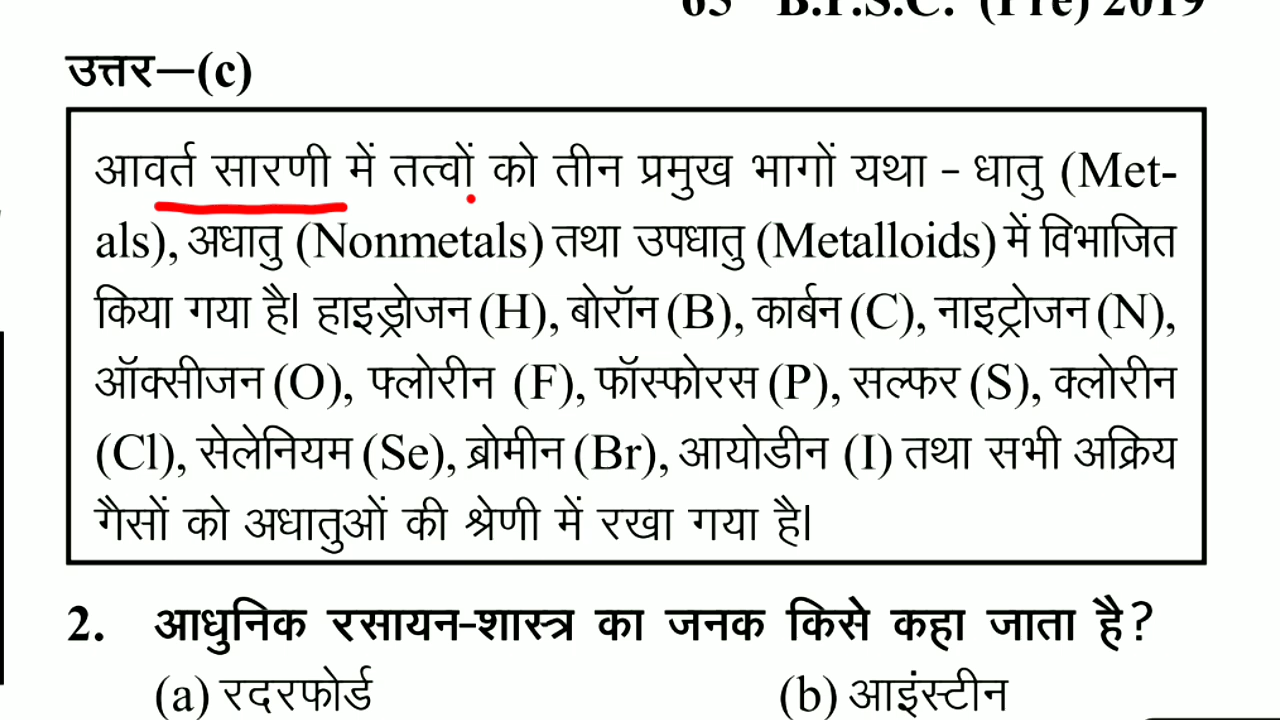 65 B.P.S.C. (Pre) 2019
उत्तर–(c)
आवर्त सारणी में तत्वों को तीन प्रमुख भागों यथा - धातु (Met-
als), अधातु (Nonmetals) तथा उपधातु (Metalloids) में विभाजित
किया गया है। हाइड्रोजन (H), बोरॉन (B), कार्बन (C), नाइट्रोजन (N),
ऑक्सीजन (O), फ्लोरीन (F), फॉस्फोरस (P), सल्फर (S), क्लोरीन
(Cl), सेलेनियम (Se), ब्रोमीन (Br), आयोडीन (I) तथा सभी अक्रिय
गैसों को अधातुओं की श्रेणी में रखा गया है।
2. आधुनिक रसायन-शास्त्र का जनक किसे कहा जाता है?
(a) रदरफोर्ड (b) आइंस्टीन